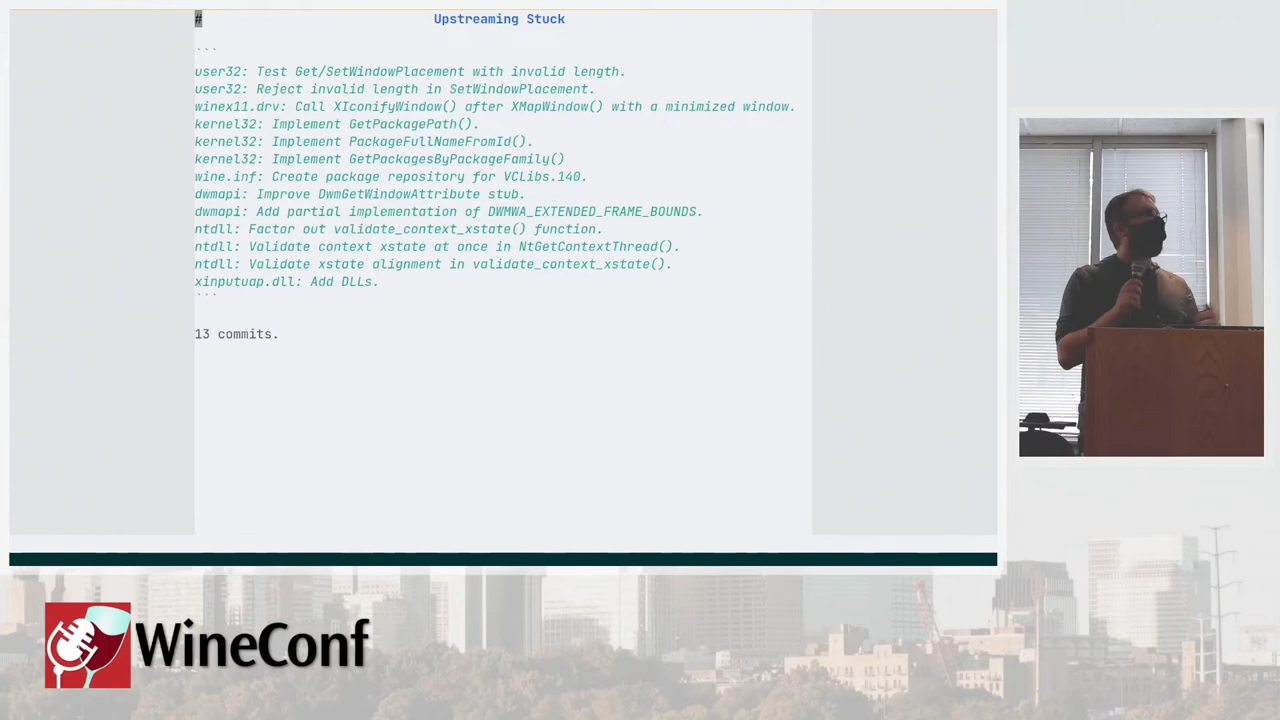 # Upstreaming Stuck
```
user32: Test Get/SetWindowPlacement with invalid length.
user32: Reject invalid length in SetWindowPlacement.
winex11.drv: Call XIconifyWindow() after XMapWindow() with a minimized window.
kernel32: Implement GetPackagePath().
kernel32: Implement PackageFullNameFromId().
kernel32: Implement GetPackagesByPackageFamily()
wine.inf: Create package repository for VCLibs.140.
dwmapi: Improve DwmGetWindowAttribute stub.
dwmapi: Add partial implementation of DWMWA_EXTENDED_FRAME_BOUNDS.
ntdll: Factor out validate_context_xstate() function.
ntdll: Validate context xstate at once in NtGetContextThread().
ntdll: Validate xstate alignment in validate_context_xstate().
xinputuap.dll: Add DLLs.
```
13 commits.
WineConf